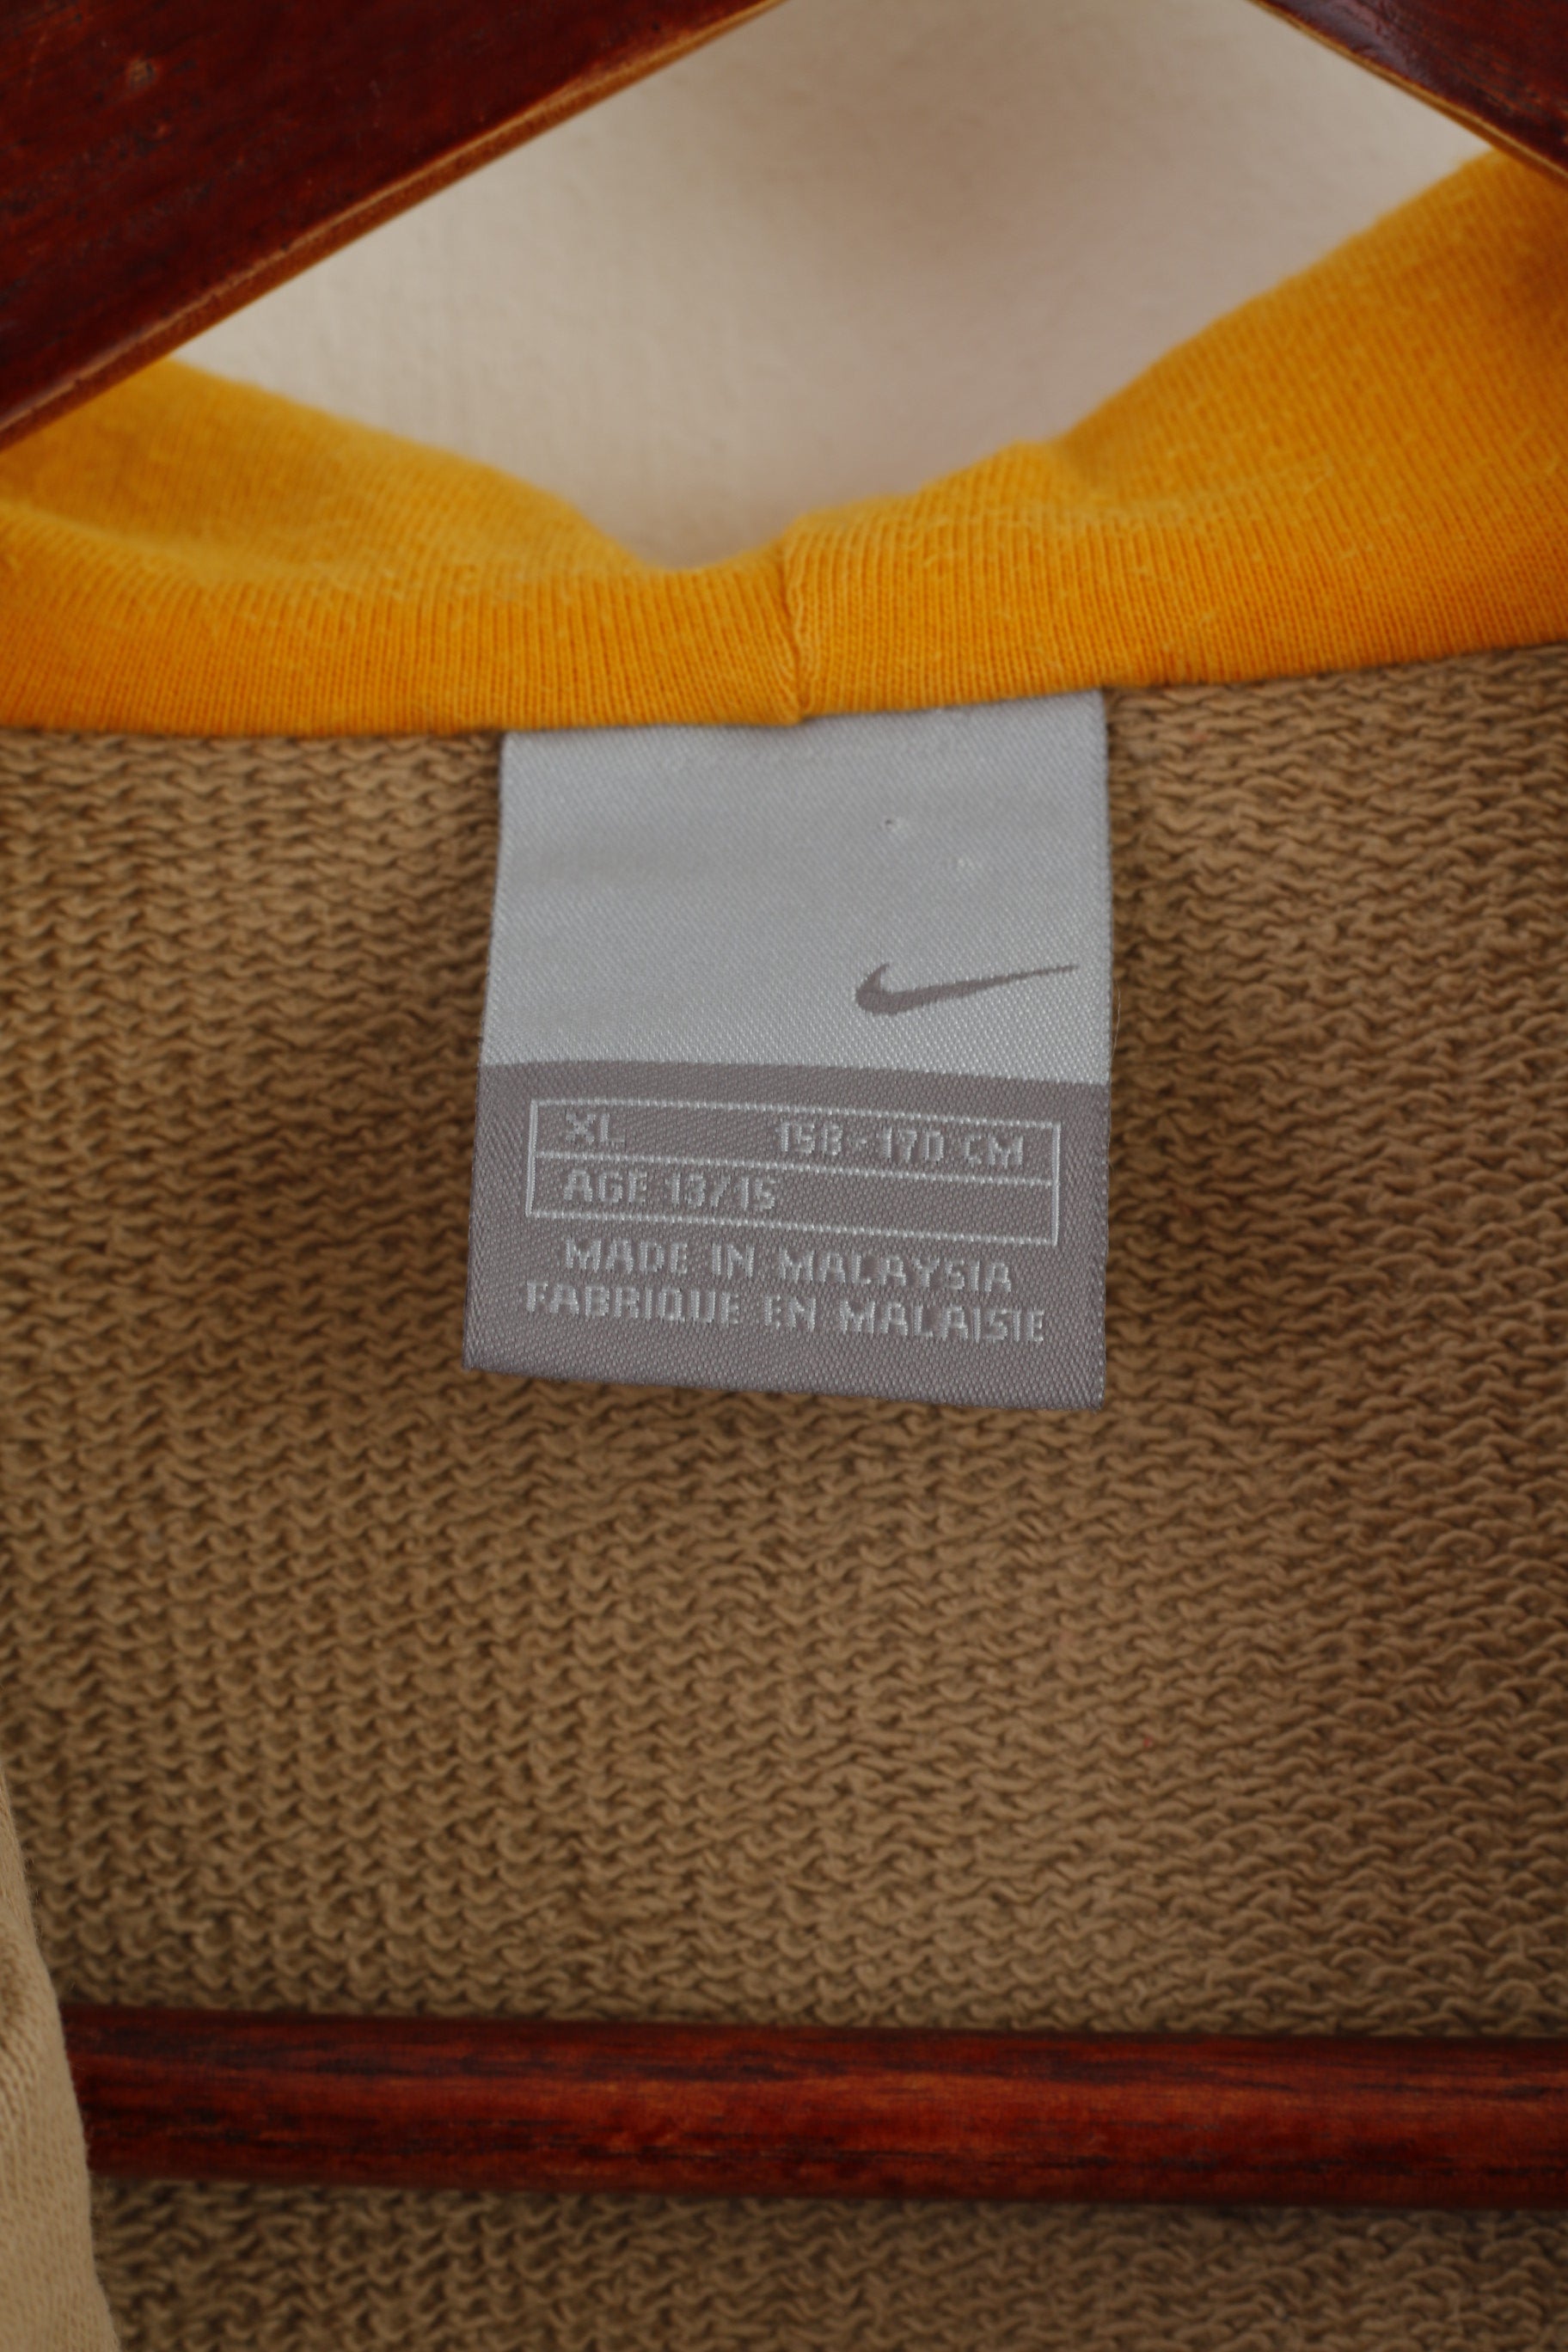 XL 158-170 CM
AGE 13/15
MADE IN MALAYSIA
FABRIQUE EN MALAISIE